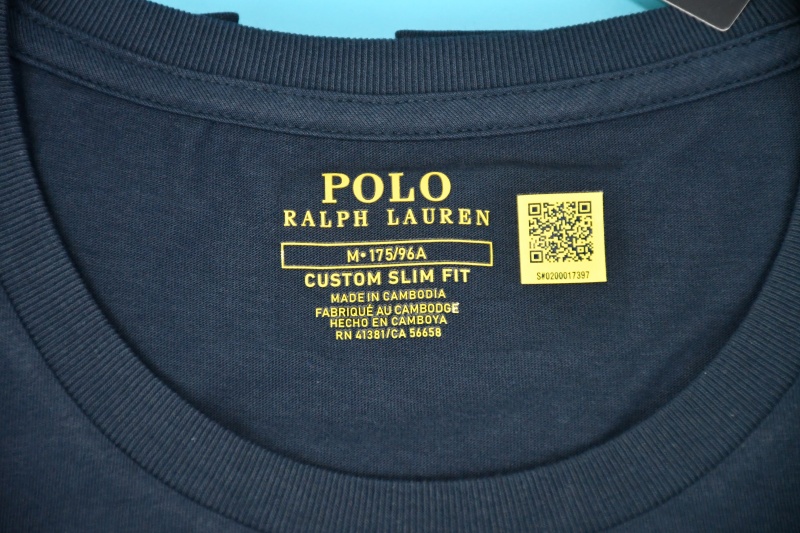 POLO
RALPH LAUREN
M• 175/96A
CUSTOM SLIM FIT
MADE IN CAMBODIA
FABRIQUÉ AU CAMBODGE
HECHO EN CAMBOYA
RN 41381/CA 56658
S#0200017397